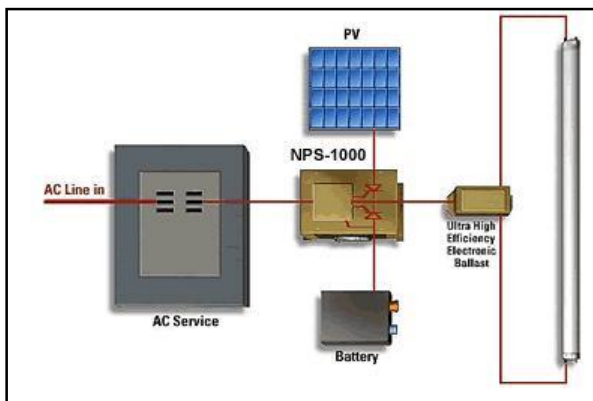 PV
NPS-1000
AC Line in
Ultra High
Efficiency
Electronic
Ballast
AC Service
Battery